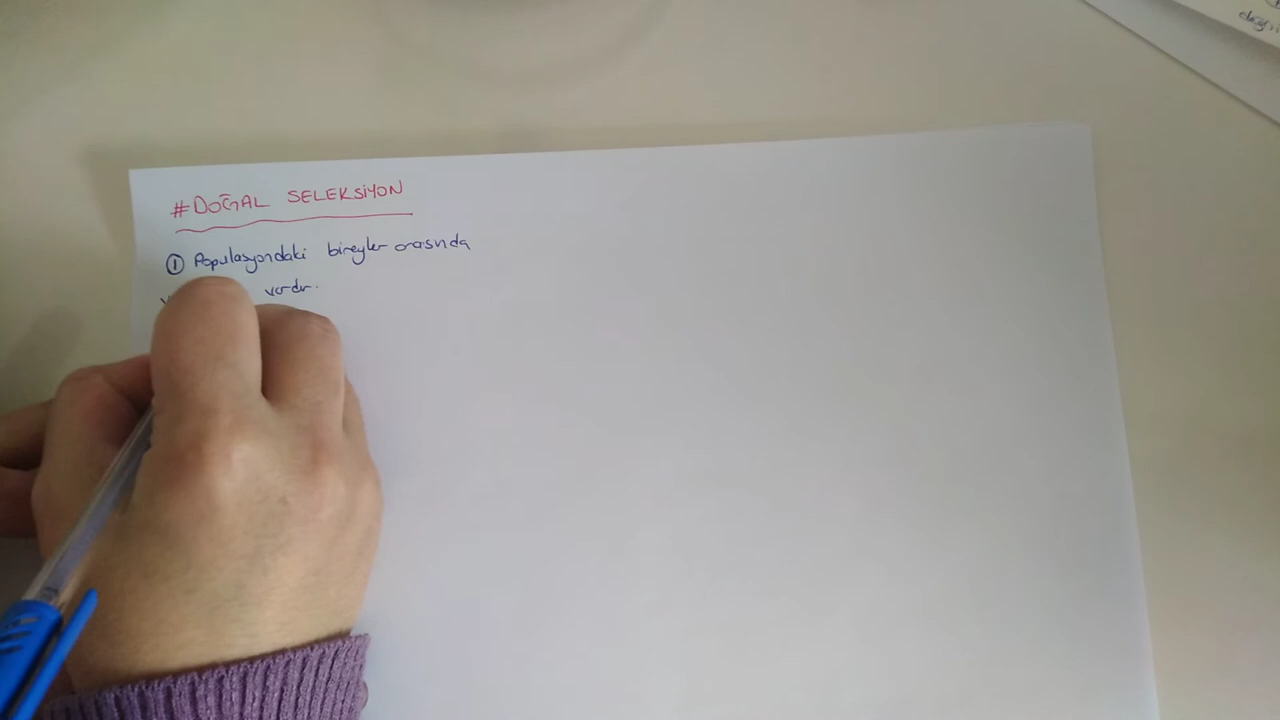 #DOĞAL SELEKSİYON
① Populasyondaki bireyler arasında
vardır.